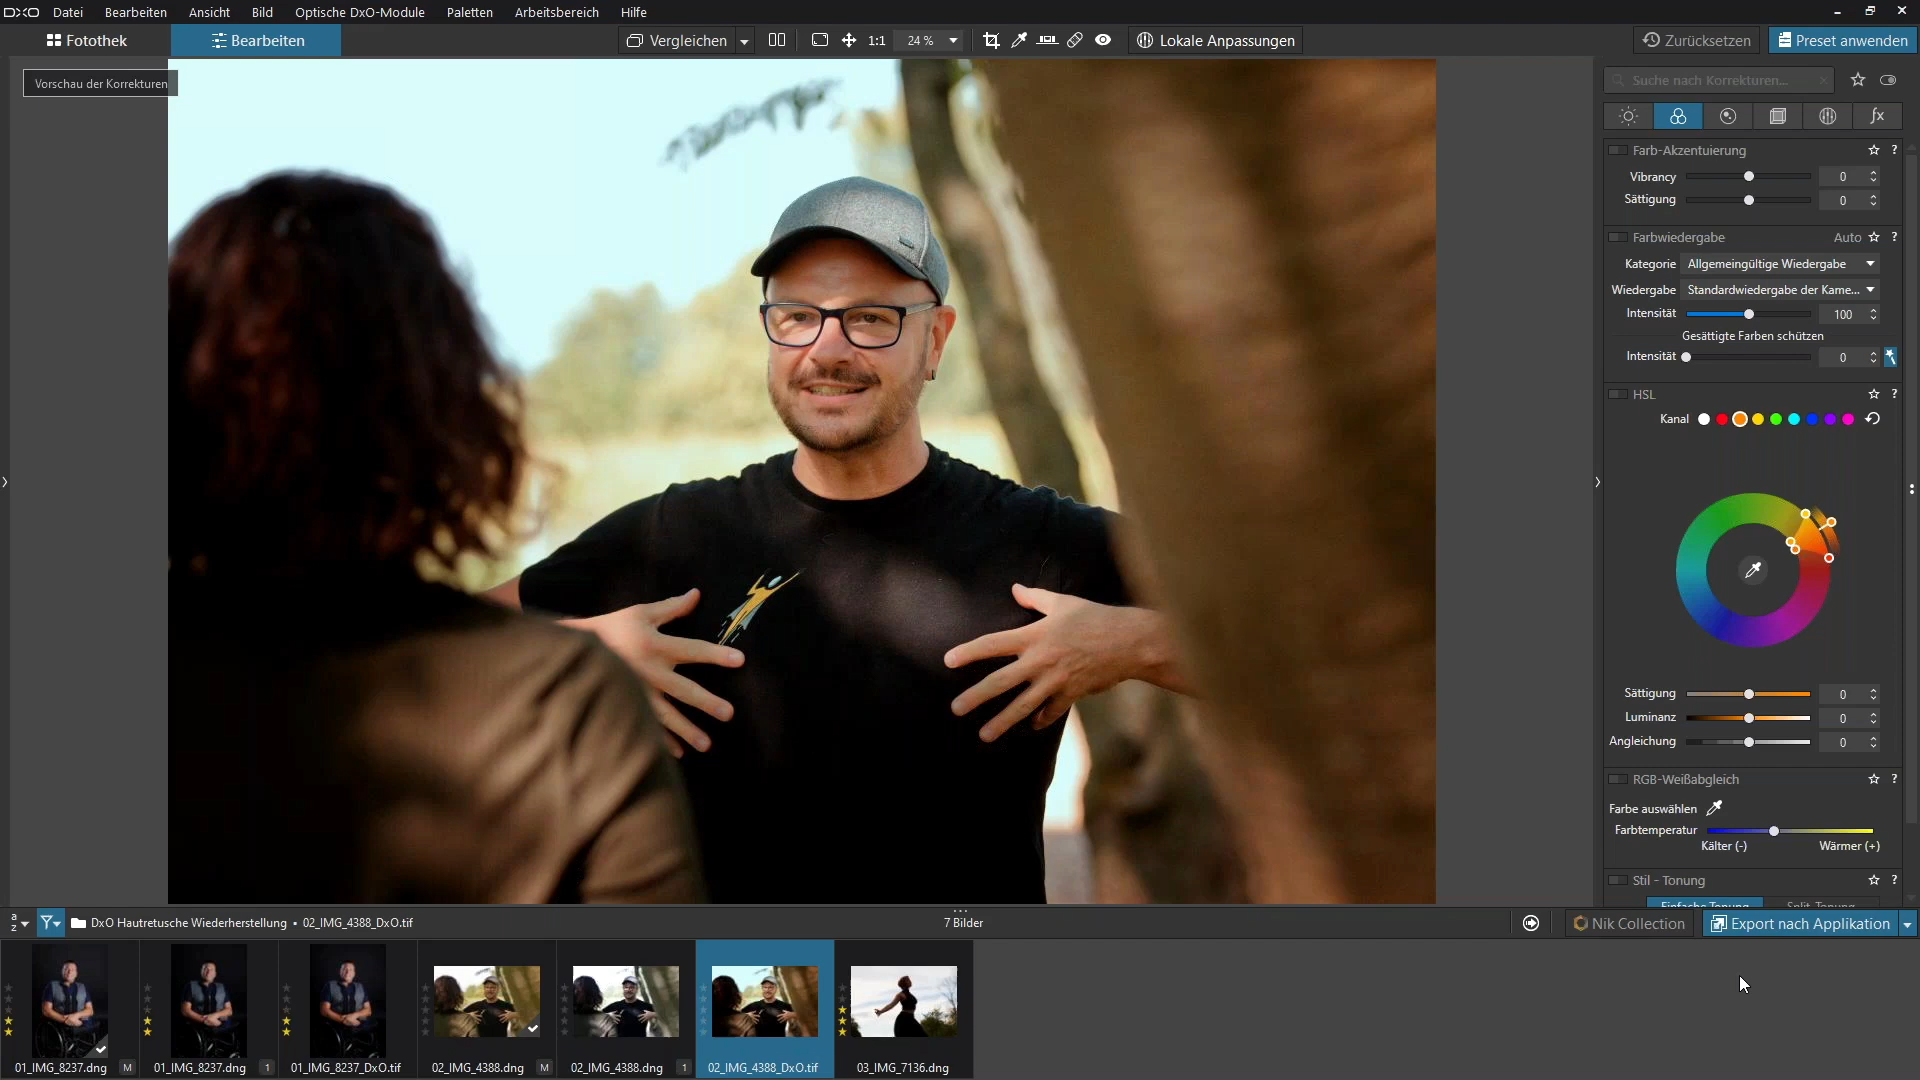 DXO Datei Bearbeiten Ansicht Bild Optische DxO-Module Paletten Arbeitsbereich Hilfe
Fotothek Bearbeiten Vergleichen 1:1 24 % Lokale Anpassungen Zurücksetzen Preset anwenden
Vorschau der Korrekturen
Suche nach Korrekturen...
fx
Farb-Akzentuierung ?
Vibrancy 0
Sättigung 0
Farbwiedergabe Auto ?
Kategorie Allgemeingültige Wiedergabe
Wiedergabe Standardwiedergabe der Kame...
Intensität 100
Gesättigte Farben schützen
Intensität 0
HSL ?
Kanal
Sättigung 0
Luminanz 0
Angleichung 0
RGB-Weißabgleich ?
Farbe auswählen
Farbtemperatur
Kälter (-) Wärmer (+)
Stil - Tonung ?
Einfache Tonung Split-Tonung
a z DxO Hautretusche Wiederherstellung • 02_IMG_4388_DxO.tif 7 Bilder Nik Collection Export nach Applikation
01_IMG_8237.dng M 01_IMG_8237.dng 1 01_IMG_8237_DxO.tif 02_IMG_4388.dng M 02_IMG_4388.dng 1 02_IMG_4388_DxO.tif 03_IMG_7136.dng